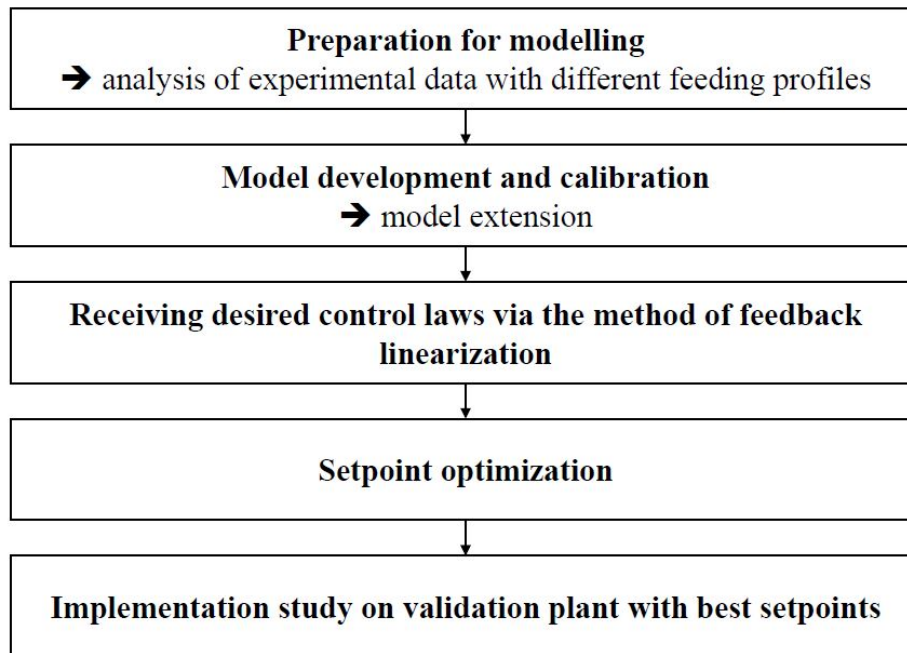 Preparation for modelling
➔ analysis of experimental data with different feeding profiles
Model development and calibration
➔ model extension
Receiving desired control laws via the method of feedback
linearization
Setpoint optimization
Implementation study on validation plant with best setpoints